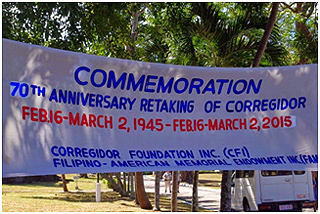 COMMEMORATION
70TH ANNIVERSARY RETAKING OF CORREGIDOR
FEB.16-MARCH 2, 1945 - FEB.16-MARCH 2, 2015
CORREGIDOR FOUNDATION INC. (CFI)
FILIPINO- AMERICAN MEMORIAL ENDOWMENT INC.(FAM